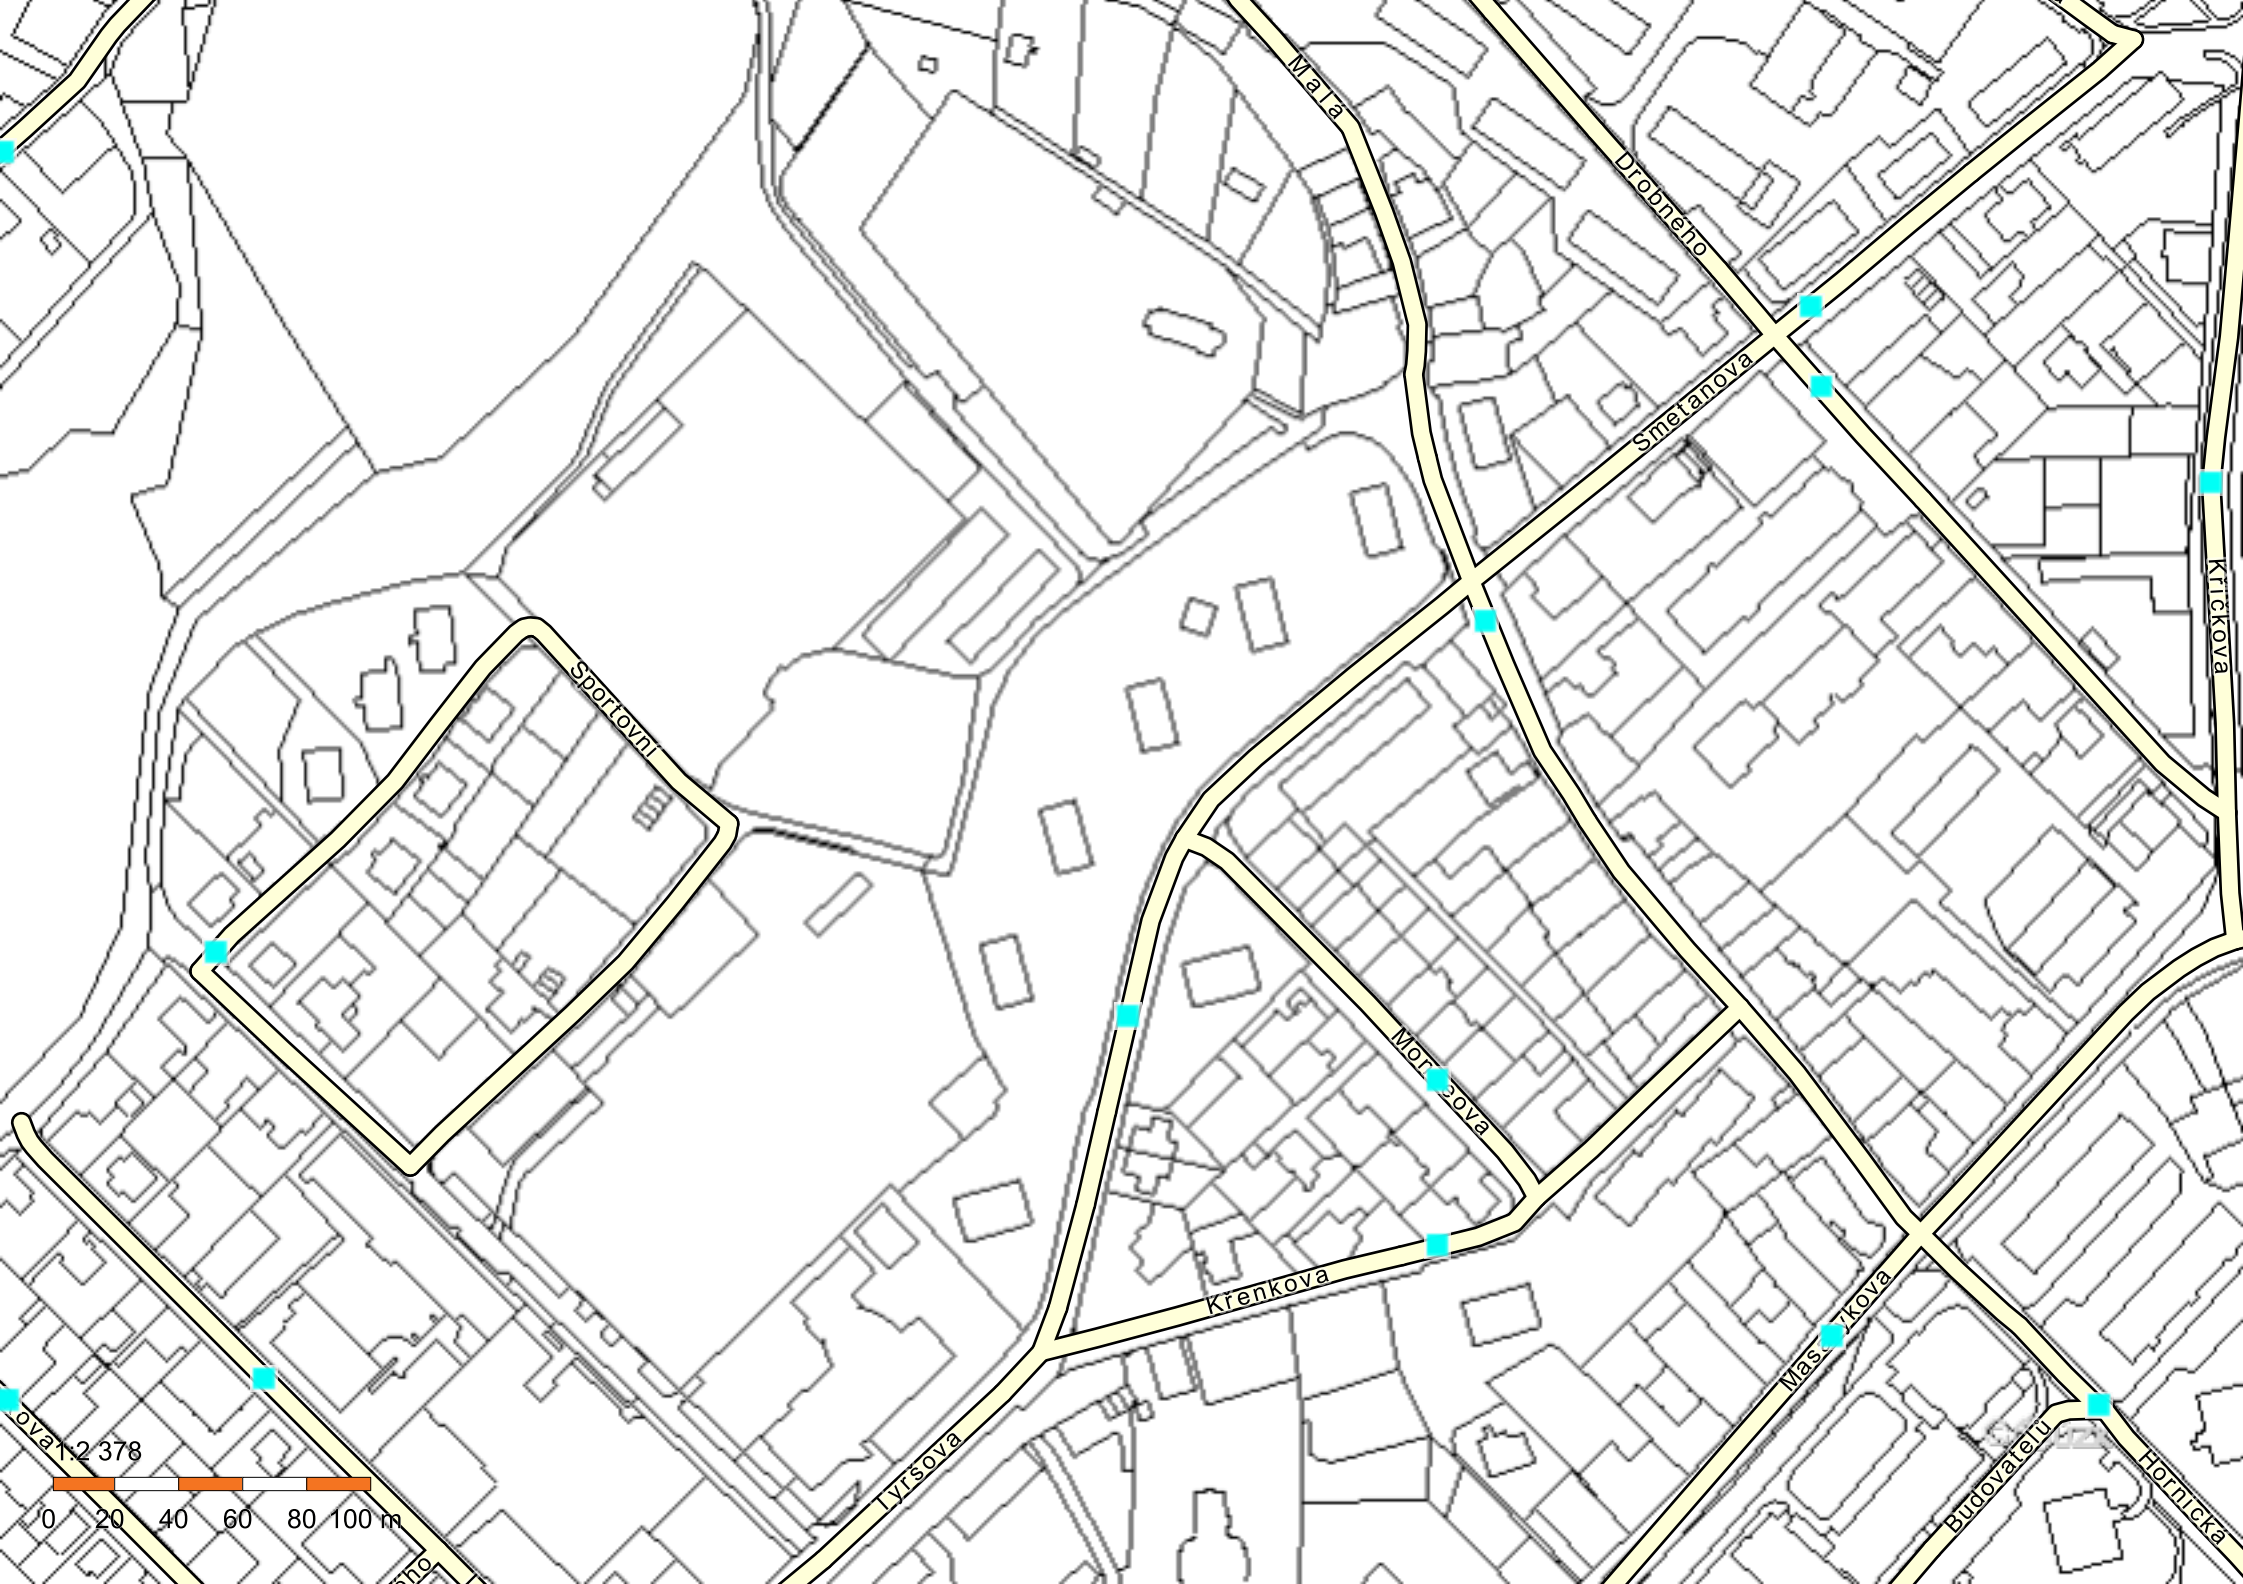 Malá
Drobného
Smetanova
Křičkova
Sportovní
Křenkova
Tyršova
Budovatelů
Hornická
1:2 378
0 20 40 60 80 100 m